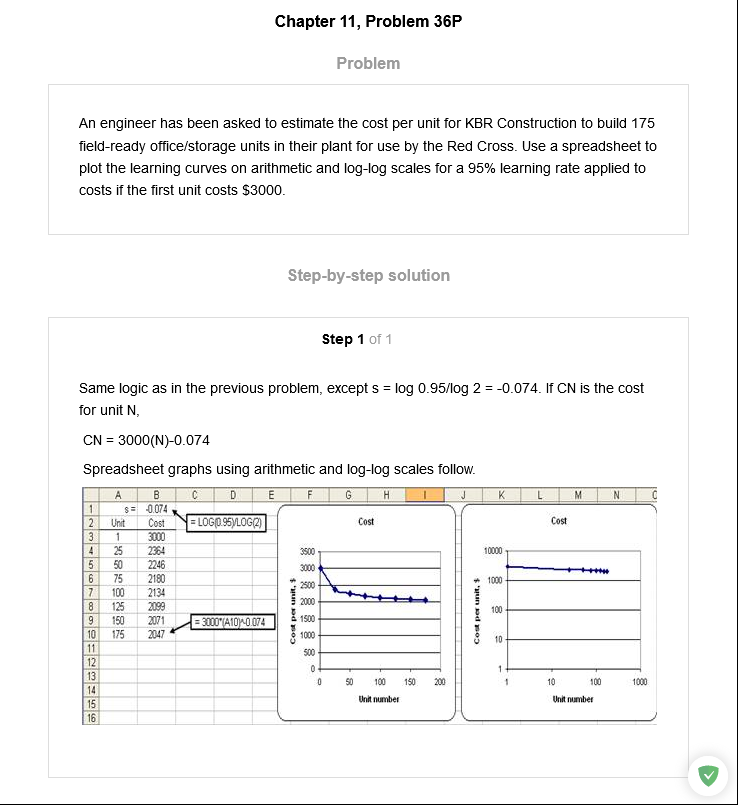 Chapter 11, Problem 36P
Problem
An engineer has been asked to estimate the cost per unit for KBR Construction to build 175
field-ready office/storage units in their plant for use by the Red Cross. Use a spreadsheet to
plot the learning curves on arithmetic and log-log scales for a 95% learning rate applied to
costs if the first unit costs $3000.
Step-by-step solution
Step 1 of 1
Same logic as in the previous problem, except s = log 0.95/log 2 = -0.074. If CN is the cost
for unit N,
CN = 3000(N)-0.074
Spreadsheet graphs using arithmetic and log-log scales follow.
A B C D E F G H I J K L M N O
1 s = -0.074
2 Unit Cost
= LOG(0.95)/LOG(2)
3 1 3000
4 25 2364
5 50 2246
6 75 2180
7 100 2134
8 125 2099
9 150 2071
= 3000*(A10)^-0.074
10 175 2047
11
12
13
14
15
16
Cost
3500
3000
2500
2000
1500
1000
500
0
Cost per unit, $
0 50 100 150 200
Unit number
Cost
10000
1000
100
10
1
Cost per unit, $
1 10 100 1000
Unit number